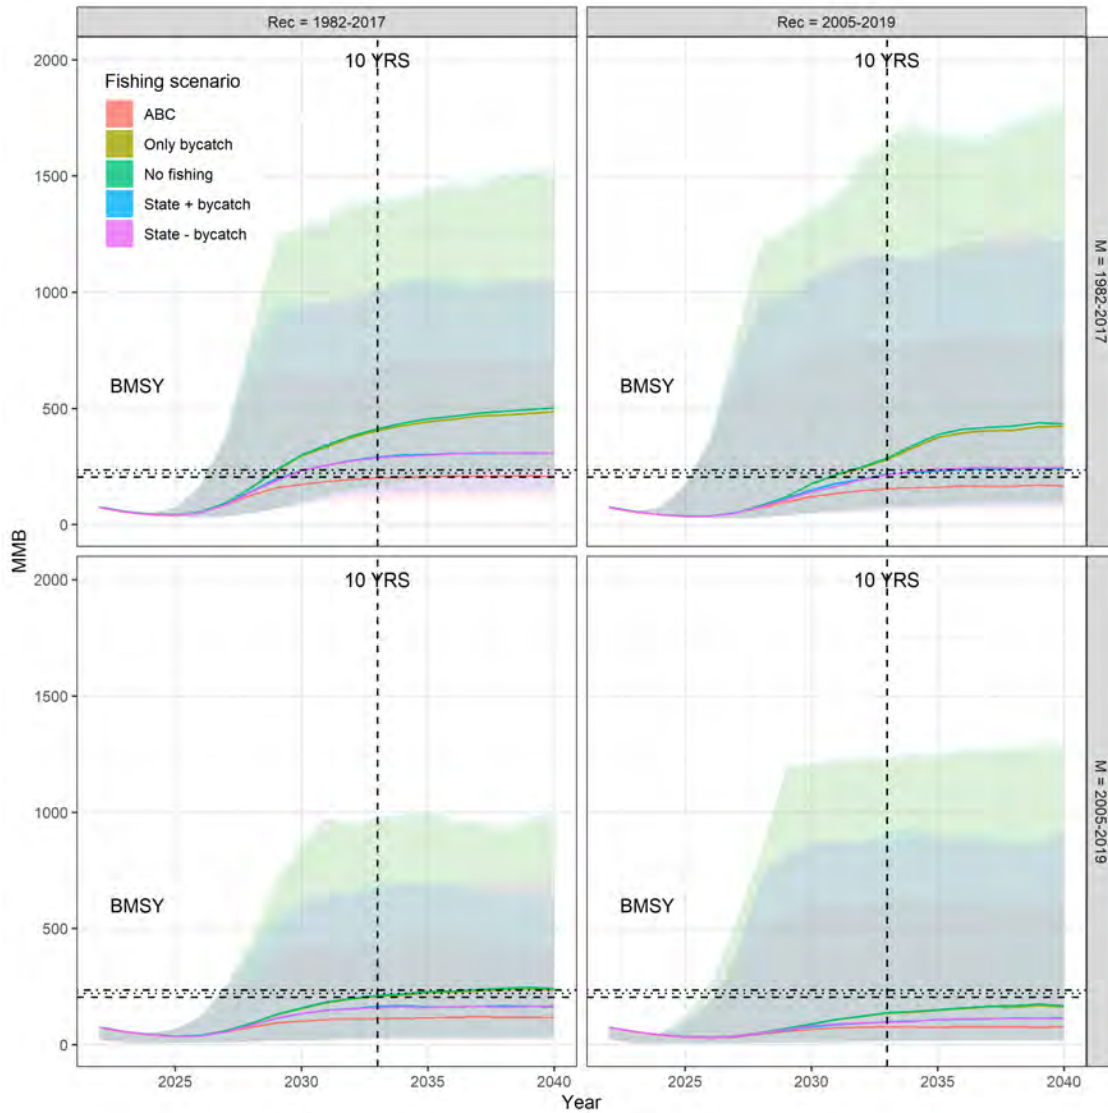 Rec = 1982-2017
Rec = 2005-2019
2000
1500
1000
500
0
10 YRS
Fishing scenario
ABC
Only bycatch
No fishing
State + bycatch
State - bycatch
BMSY
10 YRS
BMSY
M = 1982-2017
MMB
2000
1500
1000
500
0
10 YRS
BMSY
10 YRS
BMSY
M = 2005-2019
2025
2030
2035
2040
2025
2030
2035
2040
Year